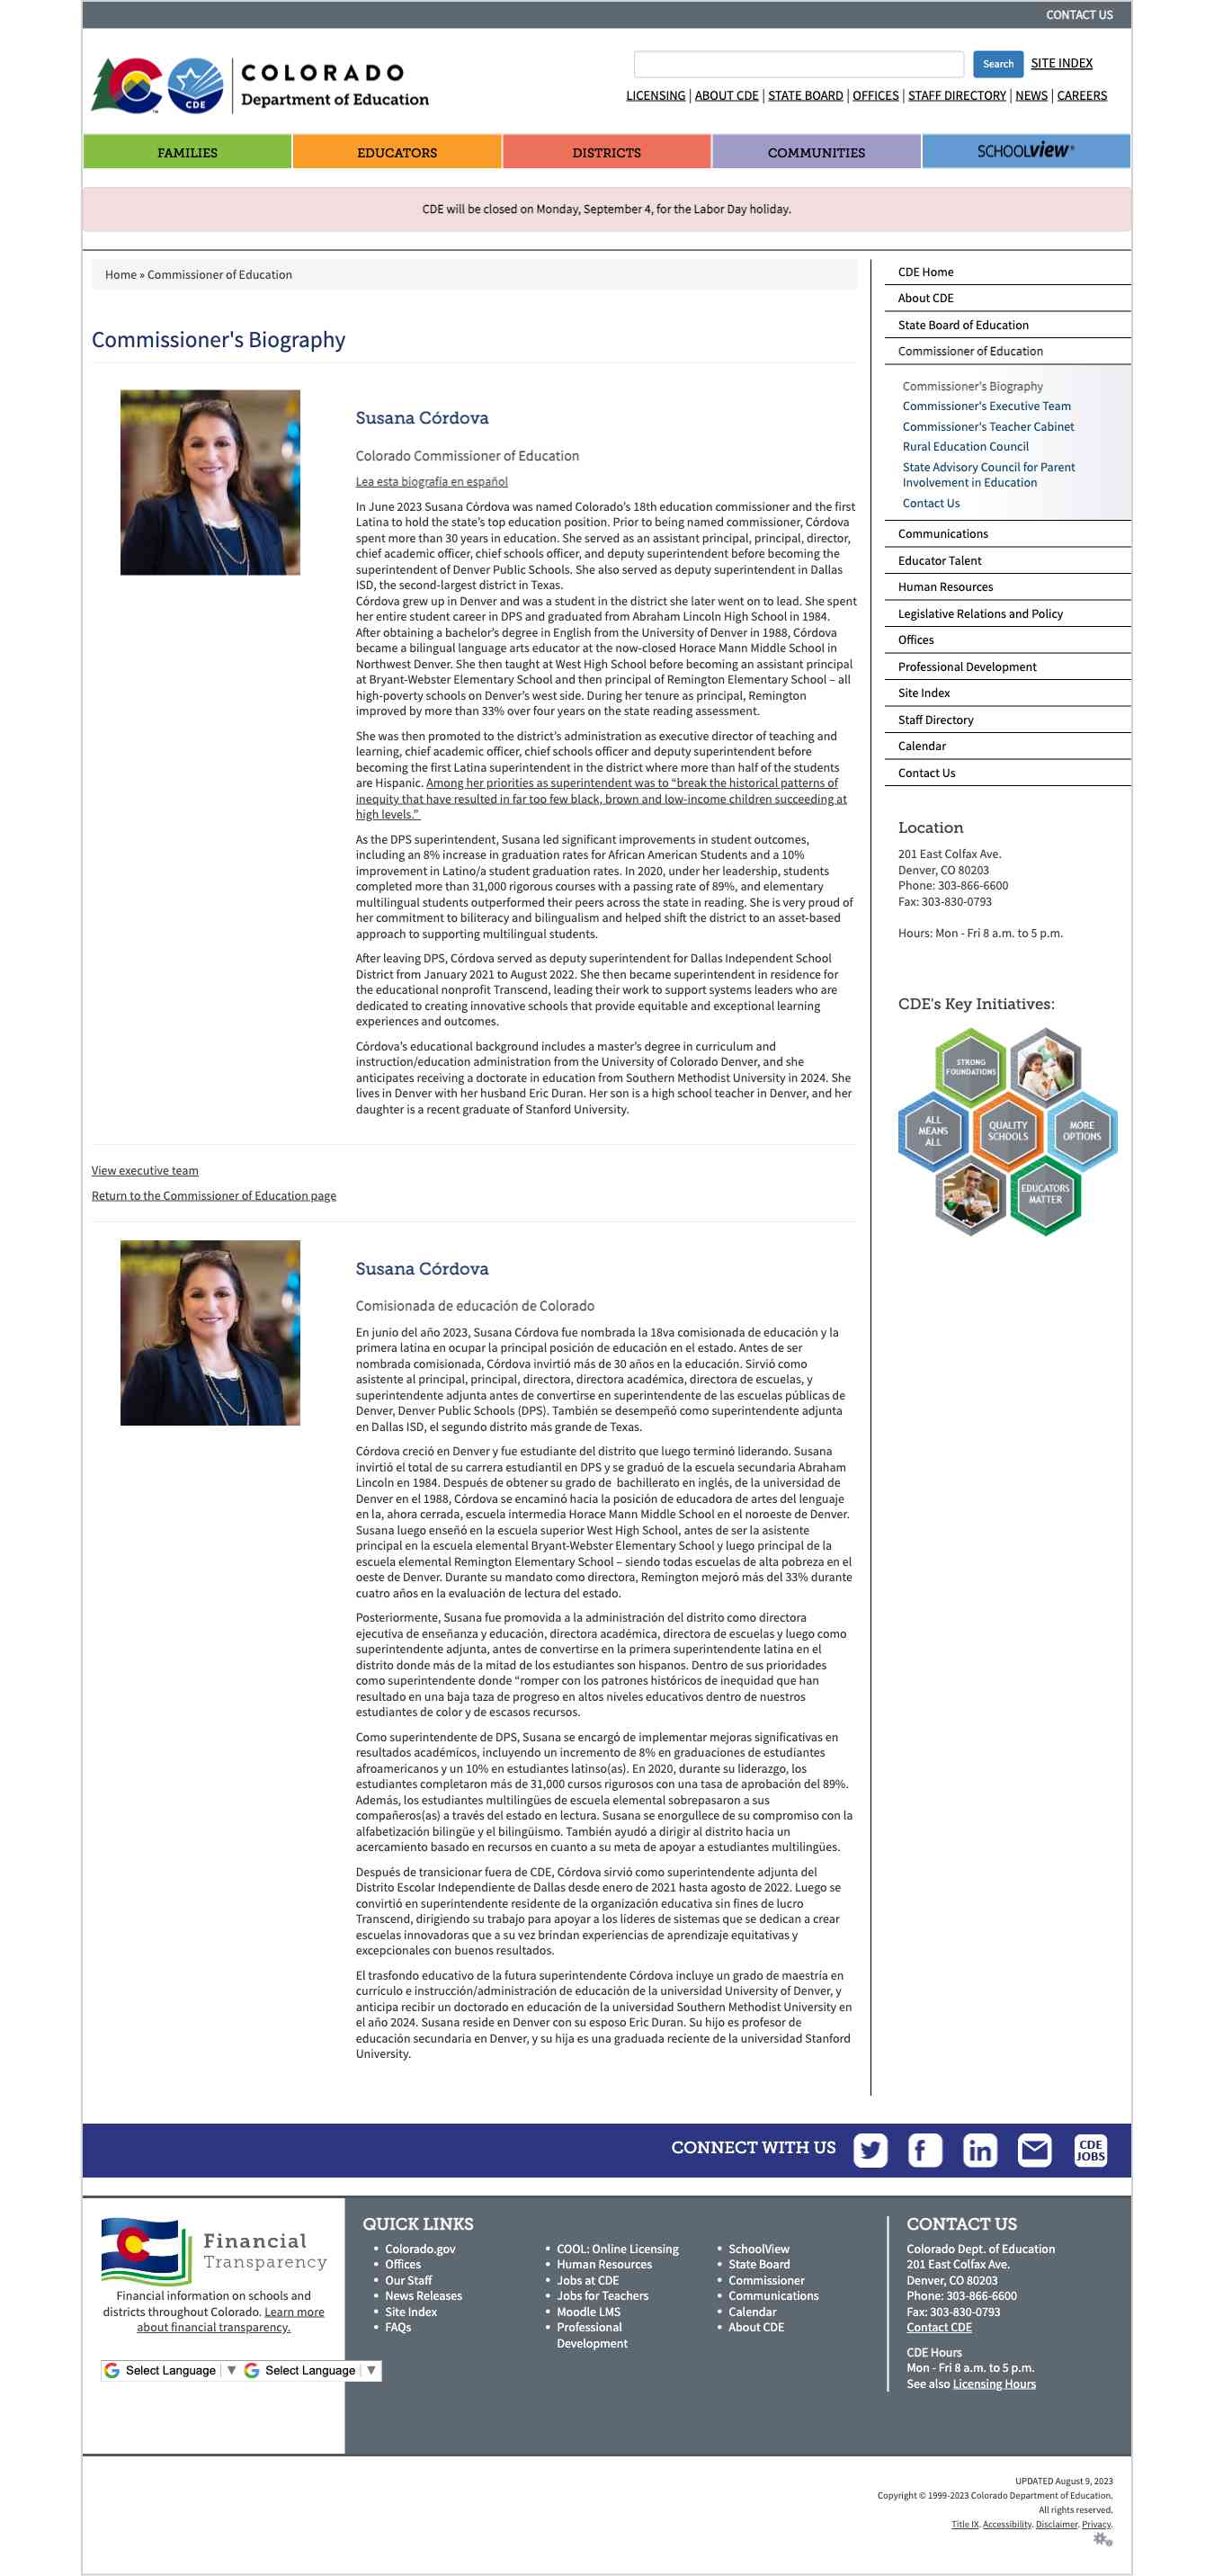 CONTACT US
COLORADO
Department of Education
CDE
Search
SITE INDEX
LICENSING | ABOUT CDE | STATE BOARD | OFFICES | STAFF DIRECTORY | NEWS | CAREERS
FAMILIES
EDUCATORS
DISTRICTS
COMMUNITIES
SCHOOLVIEW®
CDE will be closed on Monday, September 4, for the Labor Day holiday.
Home » Commissioner of Education
Commissioner's Biography
Susana Córdova
Colorado Commissioner of Education
Lea esta biografía en español
In June 2023 Susana Córdova was named Colorado's 18th education commissioner and the first
Latina to hold the state's top education position. Prior to being named commissioner, Córdova
spent more than 30 years in education. She served as an assistant principal, principal, director,
chief academic officer, chief schools officer, and deputy superintendent before becoming the
superintendent of Denver Public Schools. She also served as deputy superintendent in Dallas
ISD, the second-largest district in Texas.
Córdova grew up in Denver and was a student in the district she later went on to lead. She spent
her entire student career in DPS and graduated from Abraham Lincoln High School in 1984.
After obtaining a bachelor's degree in English from the University of Denver in 1988, Córdova
became a bilingual language arts educator at the now-closed Horace Mann Middle School in
Northwest Denver. She then taught at West High School before becoming an assistant principal
at Bryant-Webster Elementary School and then principal of Remington Elementary School – all
high-poverty schools on Denver's west side. During her tenure as principal, Remington
improved by more than 33% over four years on the state reading assessment.
She was then promoted to the district's administration as executive director of teaching and
learning, chief academic officer, chief schools officer and deputy superintendent before
becoming the first Latina superintendent in the district where more than half of the students
are Hispanic. Among her priorities as superintendent was to "break the historical patterns of
inequity that have resulted in far too few black, brown and low-income children succeeding at
high levels."
As the DPS superintendent, Susana led significant improvements in student outcomes,
including an 8% increase in graduation rates for African American Students and a 10%
improvement in Latino/a student graduation rates. In 2020, under her leadership, students
completed more than 31,000 rigorous courses with a passing rate of 89%, and elementary
multilingual students outperformed their peers across the state in reading. She is very proud of
her commitment to biliteracy and bilingualism and helped shift the district to an asset-based
approach to supporting multilingual students.
After leaving DPS, Córdova served as deputy superintendent for Dallas Independent School
District from January 2021 to August 2022. She then became superintendent in residence for
the educational nonprofit Transcend, leading their work to support systems leaders who are
dedicated to creating innovative schools that provide equitable and exceptional learning
experiences and outcomes.
Córdova's educational background includes a master's degree in curriculum and
instruction/education administration from the University of Colorado Denver, and she
anticipates receiving a doctorate in education from Southern Methodist University in 2024. She
lives in Denver with her husband Eric Duran. Her son is a high school teacher in Denver, and her
daughter is a recent graduate of Stanford University.
View executive team
Return to the Commissioner of Education page
Susana Córdova
Comisionada de educación de Colorado
En junio del año 2023, Susana Córdova fue nombrada la 18va comisionada de educación y la
primera latina en ocupar la principal posición de educación en el estado. Antes de ser
nombrada comisionada, Córdova invirtió más de 30 años en la educación. Sirvió como
asistente al principal, principal, directora, directora académica, directora de escuelas, y
superintendente adjunta antes de convertirse en superintendente de las escuelas públicas de
Denver, Denver Public Schools (DPS). También se desempeñó como superintendente adjunta
en Dallas ISD, el segundo distrito más grande de Texas.
Córdova creció en Denver y fue estudiante del distrito que luego terminó liderando. Susana
invirtió el total de su carrera estudiantil en DPS y se graduó de la escuela secundaria Abraham
Lincoln en 1984. Después de obtener su grado de bachillerato en inglés, de la universidad de
Denver en el 1988, Córdova se encaminó hacia la posición de educadora de artes del lenguaje
en la, ahora cerrada, escuela intermedia Horace Mann Middle School en el noroeste de Denver.
Susana luego enseñó en la escuela superior West High School, antes de ser la asistente
principal en la escuela elemental Bryant-Webster Elementary School y luego principal de la
escuela elemental Remington Elementary School – siendo todas escuelas de alta pobreza en el
oeste de Denver. Durante su mandato como directora, Remington mejoró más del 33% durante
cuatro años en la evaluación de lectura del estado.
Posteriormente, Susana fue promovida a la administración del distrito como directora
ejecutiva de enseñanza y educación, directora académica, directora de escuelas y luego como
superintendente adjunta, antes de convertirse en la primera superintendente latina en el
distrito donde más de la mitad de los estudiantes son hispanos. Dentro de sus prioridades
como superintendente donde "romper con los patrones históricos de inequidad que han
resultado en una baja taza de progreso en altos niveles educativos dentro de nuestros
estudiantes de color y de escasos recursos.
Como superintendente de DPS, Susana se encargó de implementar mejoras significativas en
resultados académicos, incluyendo un incremento de 8% en graduaciones de estudiantes
afroamericanos y un 10% en estudiantes latinso(as). En 2020, durante su liderazgo, los
estudiantes completaron más de 31,000 cursos rigurosos con una tasa de aprobación del 89%.
Además, los estudiantes multilingües de escuela elemental sobrepasaron a sus
compañeros(as) a través del estado en lectura. Susana se enorgullece de su compromiso con la
alfabetización bilingüe y el bilingüismo. También ayudó a dirigir al distrito hacia un
acercamiento basado en recursos en cuanto a su meta de apoyar a estudiantes multilingües.
Después de transicionar fuera de CDE, Córdova sirvió como superintendente adjunta del
Distrito Escolar Independiente de Dallas desde enero de 2021 hasta agosto de 2022. Luego se
convirtió en superintendente residente de la organización educativa sin fines de lucro
Transcend, dirigiendo su trabajo para apoyar a los líderes de sistemas que se dedican a crear
escuelas innovadoras que a su vez brindan experiencias de aprendizaje equitativas y
excepcionales con buenos resultados.
El trasfondo educativo de la futura superintendente Córdova incluye un grado de maestría en
currículo e instrucción/administración de educación de la universidad University of Denver, y
anticipa recibir un doctorado en educación de la universidad Southern Methodist University en
el año 2024. Susana reside en Denver con su esposo Eric Duran. Su hijo es profesor de
educación secundaria en Denver, y su hija es una graduada reciente de la universidad Stanford
University.
CDE Home
About CDE
State Board of Education
Commissioner of Education
Commissioner's Biography
Commissioner's Executive Team
Commissioner's Teacher Cabinet
Rural Education Council
State Advisory Council for Parent
Involvement in Education
Contact Us
Communications
Educator Talent
Human Resources
Legislative Relations and Policy
Offices
Professional Development
Site Index
Staff Directory
Calendar
Contact Us
Location
201 East Colfax Ave.
Denver, CO 80203
Phone: 303-866-6600
Fax: 303-830-0793
Hours: Mon - Fri 8 a.m. to 5 p.m.
CDE's Key Initiatives:
STRONG
FOUNDATIONS
ALL
MEANS
ALL
QUALITY
SCHOOLS
MORE
OPTIONS
EDUCATORS
MATTER
CONNECT WITH US
CDE
JOBS
Financial
Transparency
Financial information on schools and
districts throughout Colorado. Learn more
about financial transparency.
Select Language ▼ Select Language ▼
QUICK LINKS
• Colorado.gov
• Offices
• Our Staff
• News Releases
• Site Index
• FAQs
• COOL: Online Licensing
• Human Resources
• Jobs at CDE
• Jobs for Teachers
• Moodle LMS
• Professional
Development
• SchoolView
• State Board
• Commissioner
• Communications
• Calendar
• About CDE
CONTACT US
Colorado Dept. of Education
201 East Colfax Ave.
Denver, CO 80203
Phone: 303-866-6600
Fax: 303-830-0793
Contact CDE
CDE Hours
Mon - Fri 8 a.m. to 5 p.m.
See also Licensing Hours
UPDATED August 9, 2023
Copyright © 1999-2023 Colorado Department of Education.
All rights reserved.
Title IX. Accessibility. Disclaimer. Privacy.